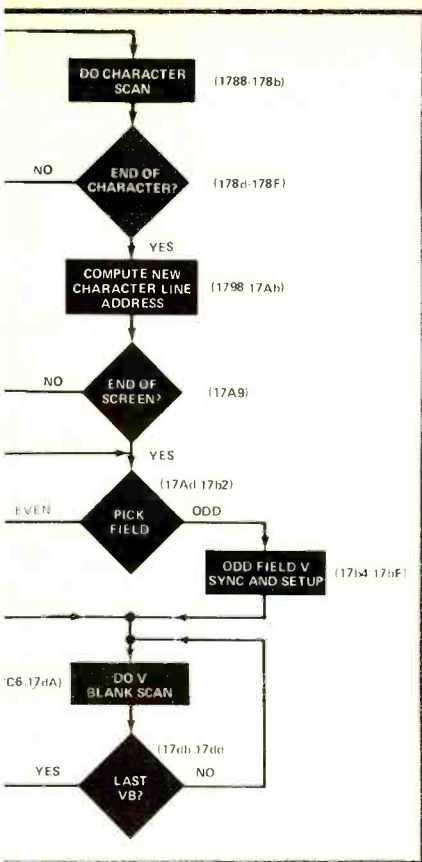 DO CHARACTER
SCAN
(1788-178b)
NO
END OF
CHARACTER?
(178d-178F)
YES
COMPUTE NEW
CHARACTER LINE
ADDRESS
(1798-17Ab)
NO
END OF
SCREEN?
(17A9)
YES
(17Ad-17b2)
EVEN
PICK
FIELD
ODD
ODD FIELD V
SYNC AND SETUP
(17b4-17bF)
C6-17dA)
DO V
BLANK SCAN
(17db-17dd
YES
LAST
VB?
NO